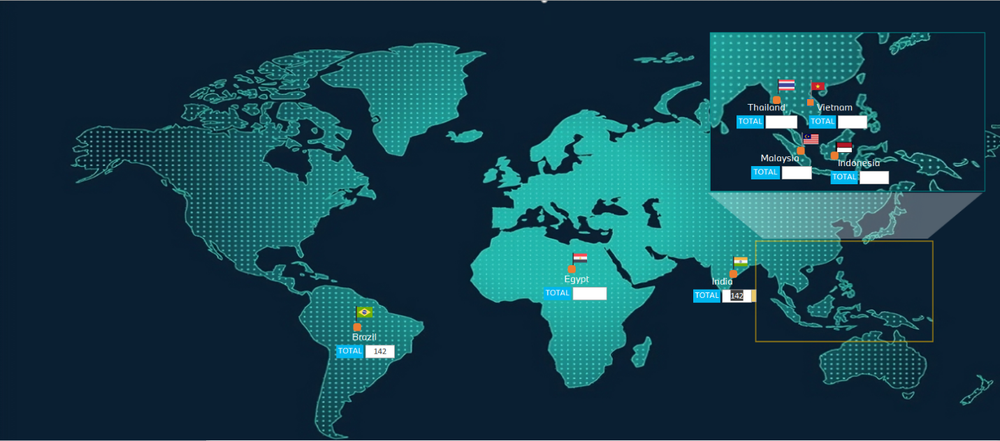 Thailand
Vietnam
TOTAL
TOTAL
Malaysia
Indonesia
TOTAL
TOTAL
Egypt
TOTAL
India
TOTAL 142
Brazil
TOTAL 142